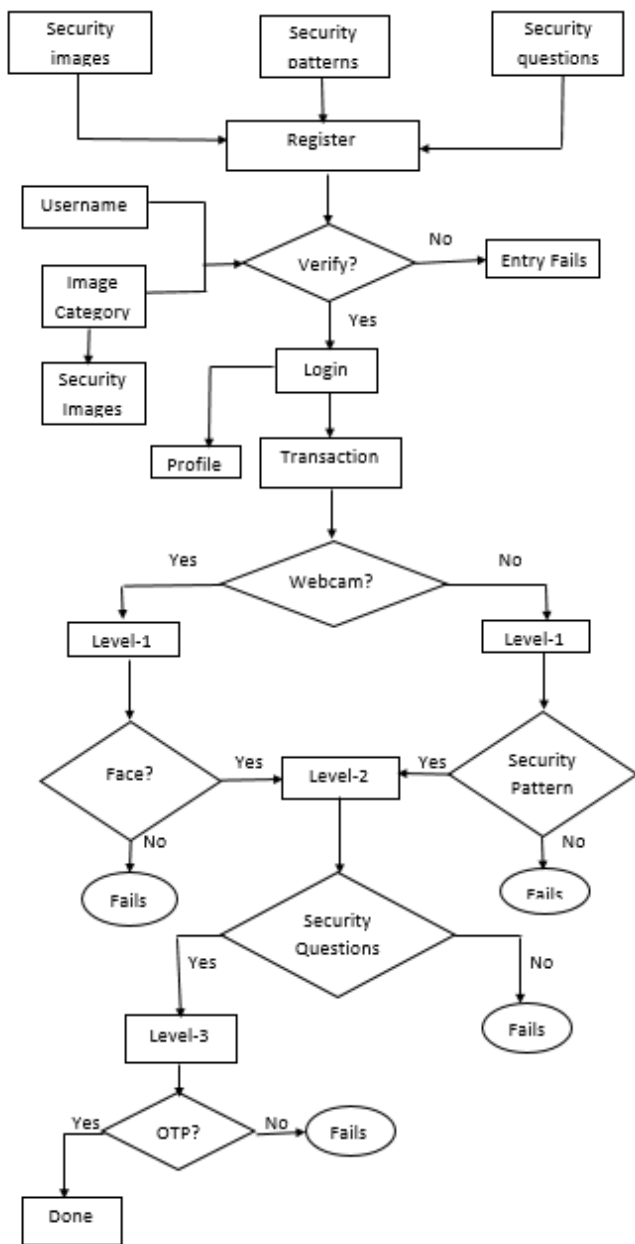 Security
images
Security
patterns
Security
questions
Register
Username
No
Verify?
Entry Fails
Image
Category
Yes
Login
Security
Images
Profile
Transaction
Yes
No
Webcam?
Level-1
Level-1
Face?
Yes
Level-2
Yes
Security
Pattern
No
No
Fails
Fails
Security
Questions
Yes
No
Level-3
Fails
Yes
OTP?
No
Fails
Done